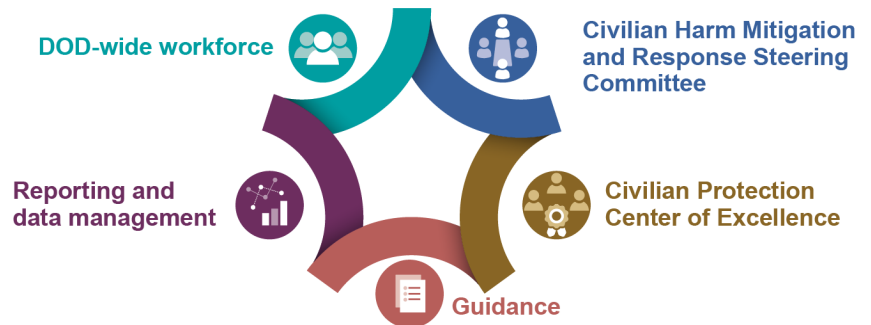 DOD-wide workforce
Civilian Harm Mitigation
and Response Steering
Committee
Reporting and
data management
Civilian Protection
Center of Excellence
Guidance